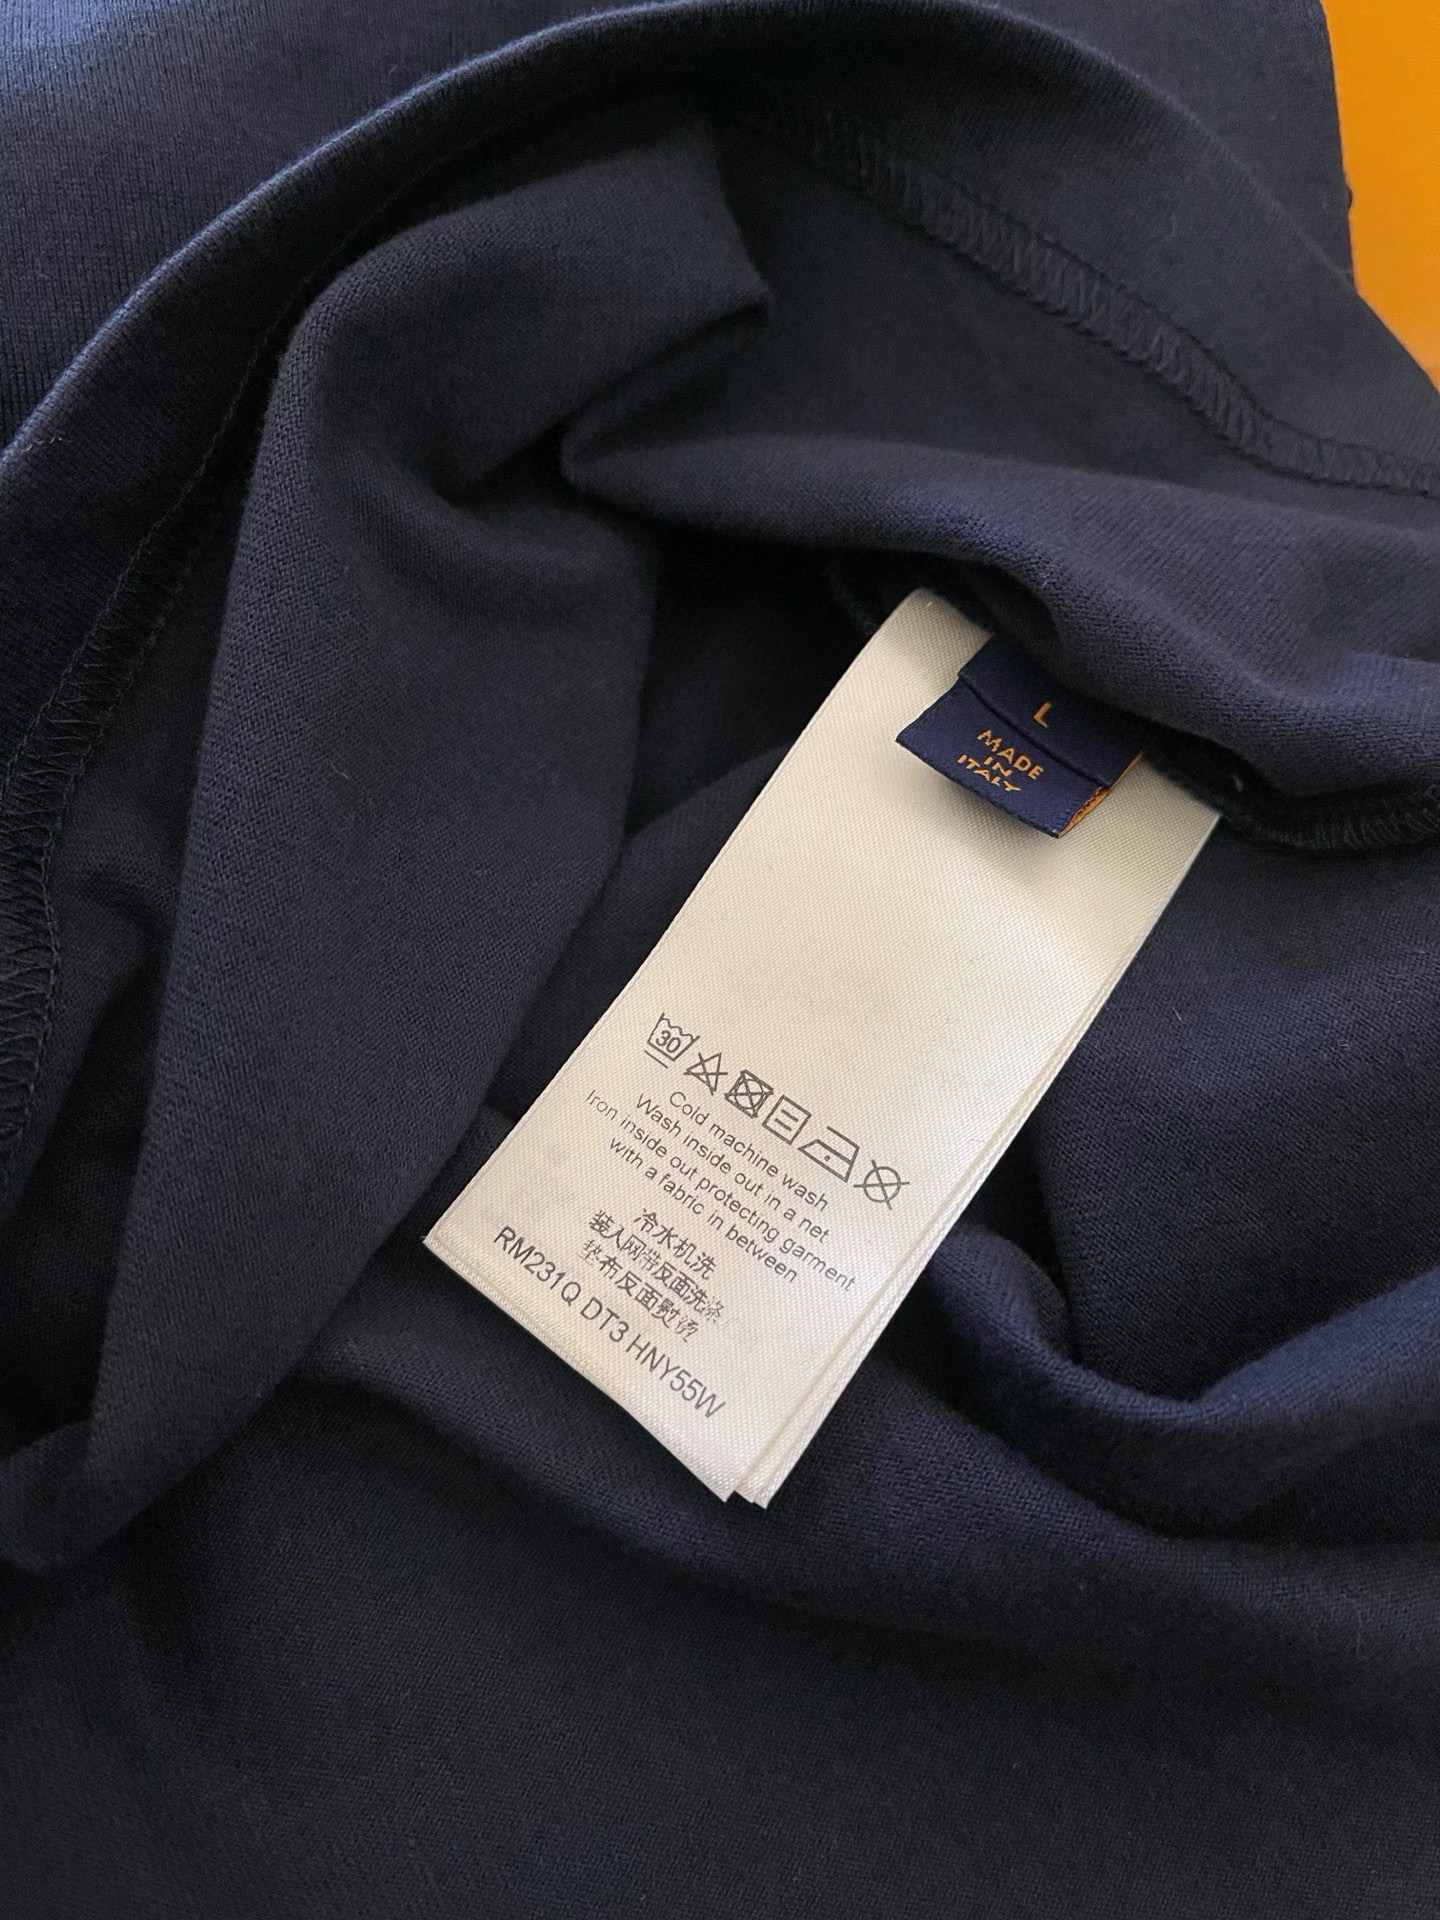 L
MADE
IN
ITALY
30
Cold machine wash
Wash inside out in a net
Iron inside out protecting garment
with a fabric in between
冷水机洗
装入网带反面洗涤
垫布反面熨烫
RM231Q DT3 HNY55W